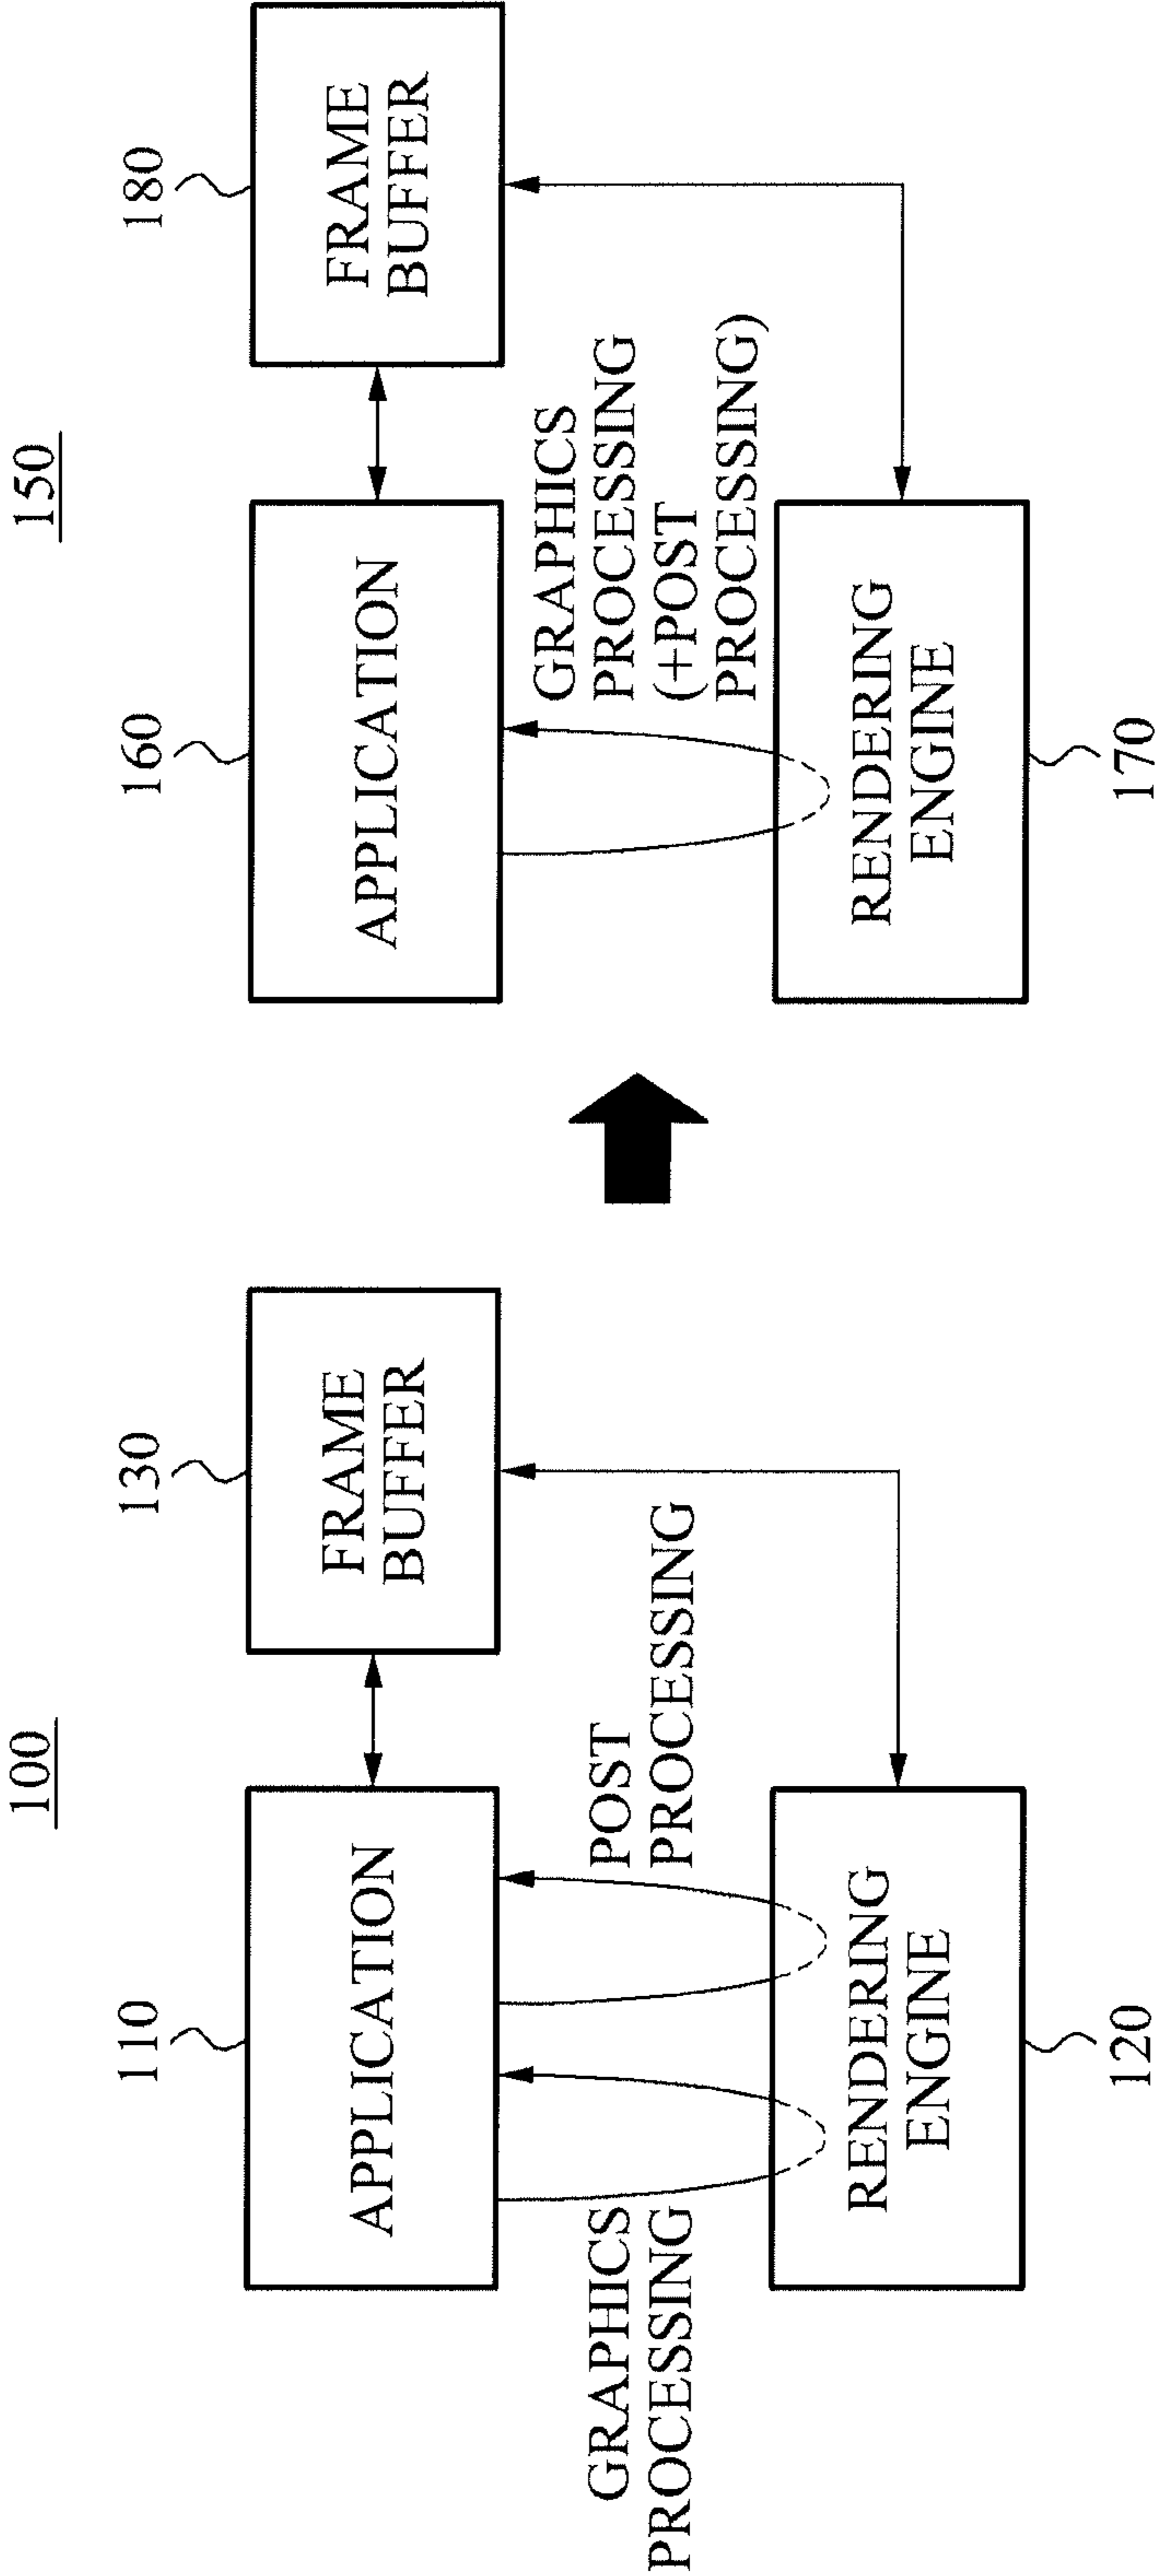 100
110
130
APPLICATION
FRAME
BUFFER
GRAPHICS
PROCESSING
POST
PROCESSING
RENDERING
ENGINE
120
150
160
180
APPLICATION
FRAME
BUFFER
GRAPHICS
PROCESSING
(+POST
PROCESSING)
RENDERING
ENGINE
170